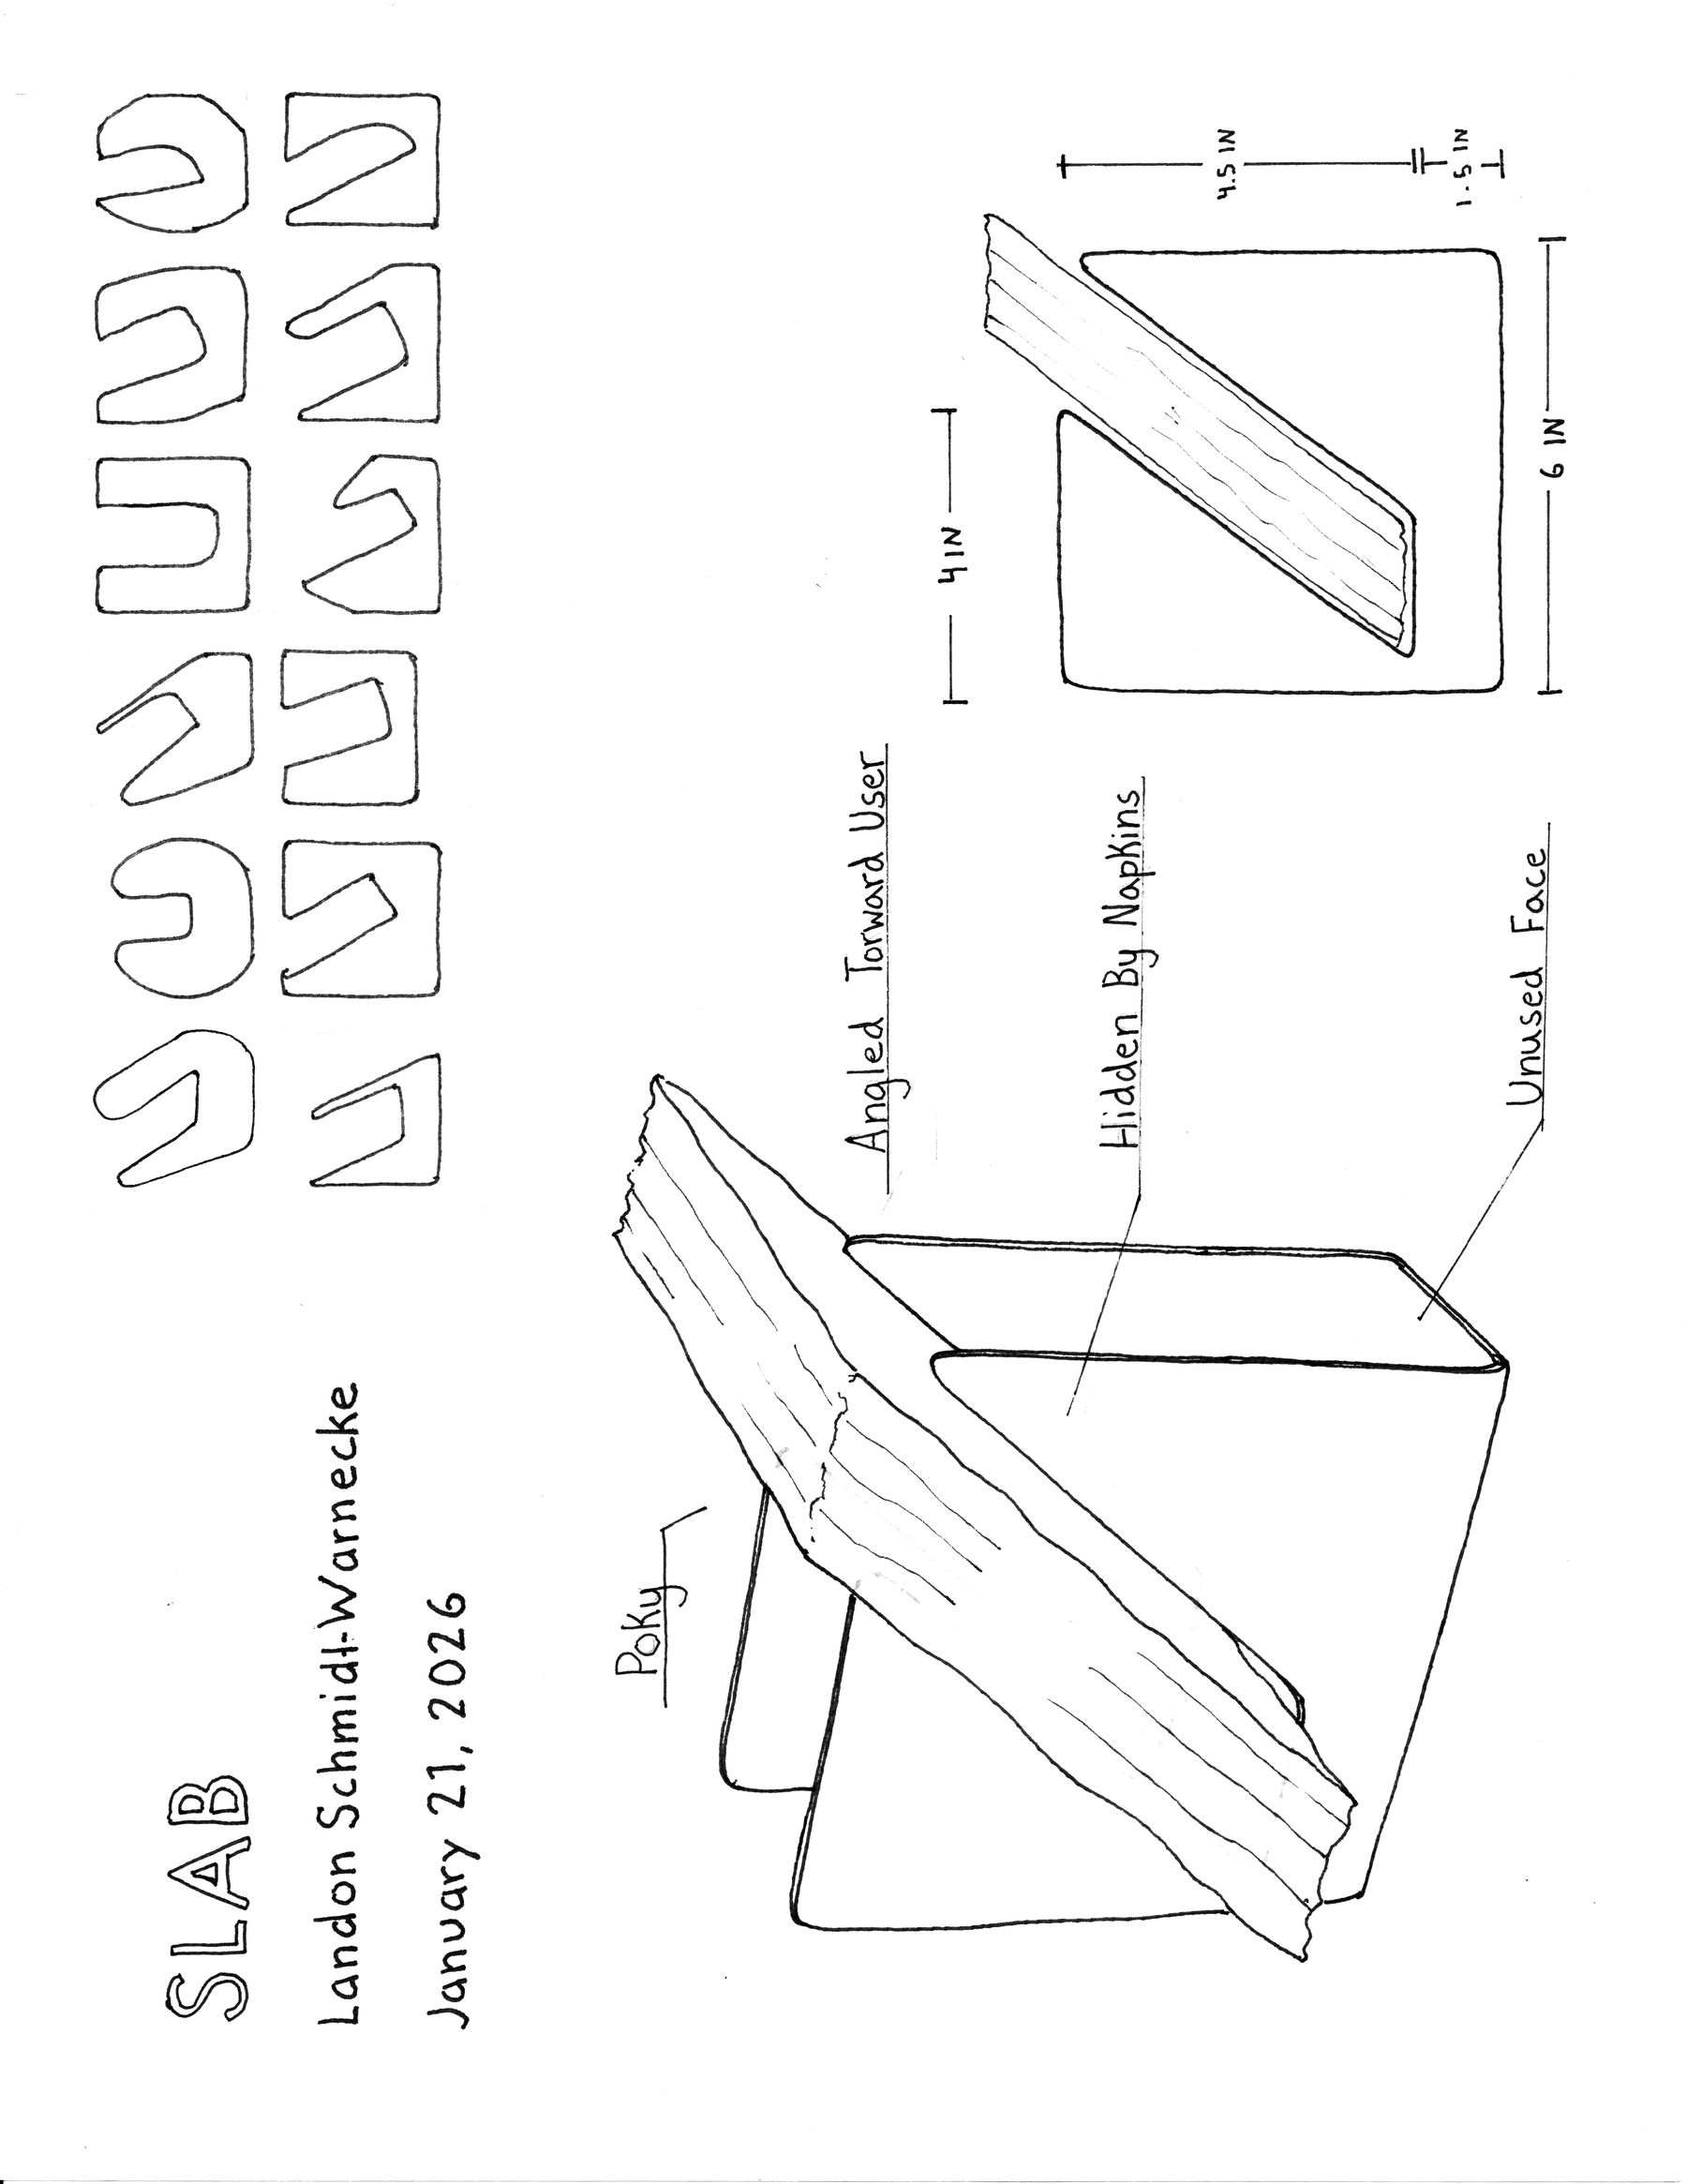 SLAB
Landon Schmidt-Warnecke
January 21, 2026
Poky
Angled Torward User
Hidden By Napkins
Unused Face
4 IN
4.5 IN
1.5 IN
6 IN